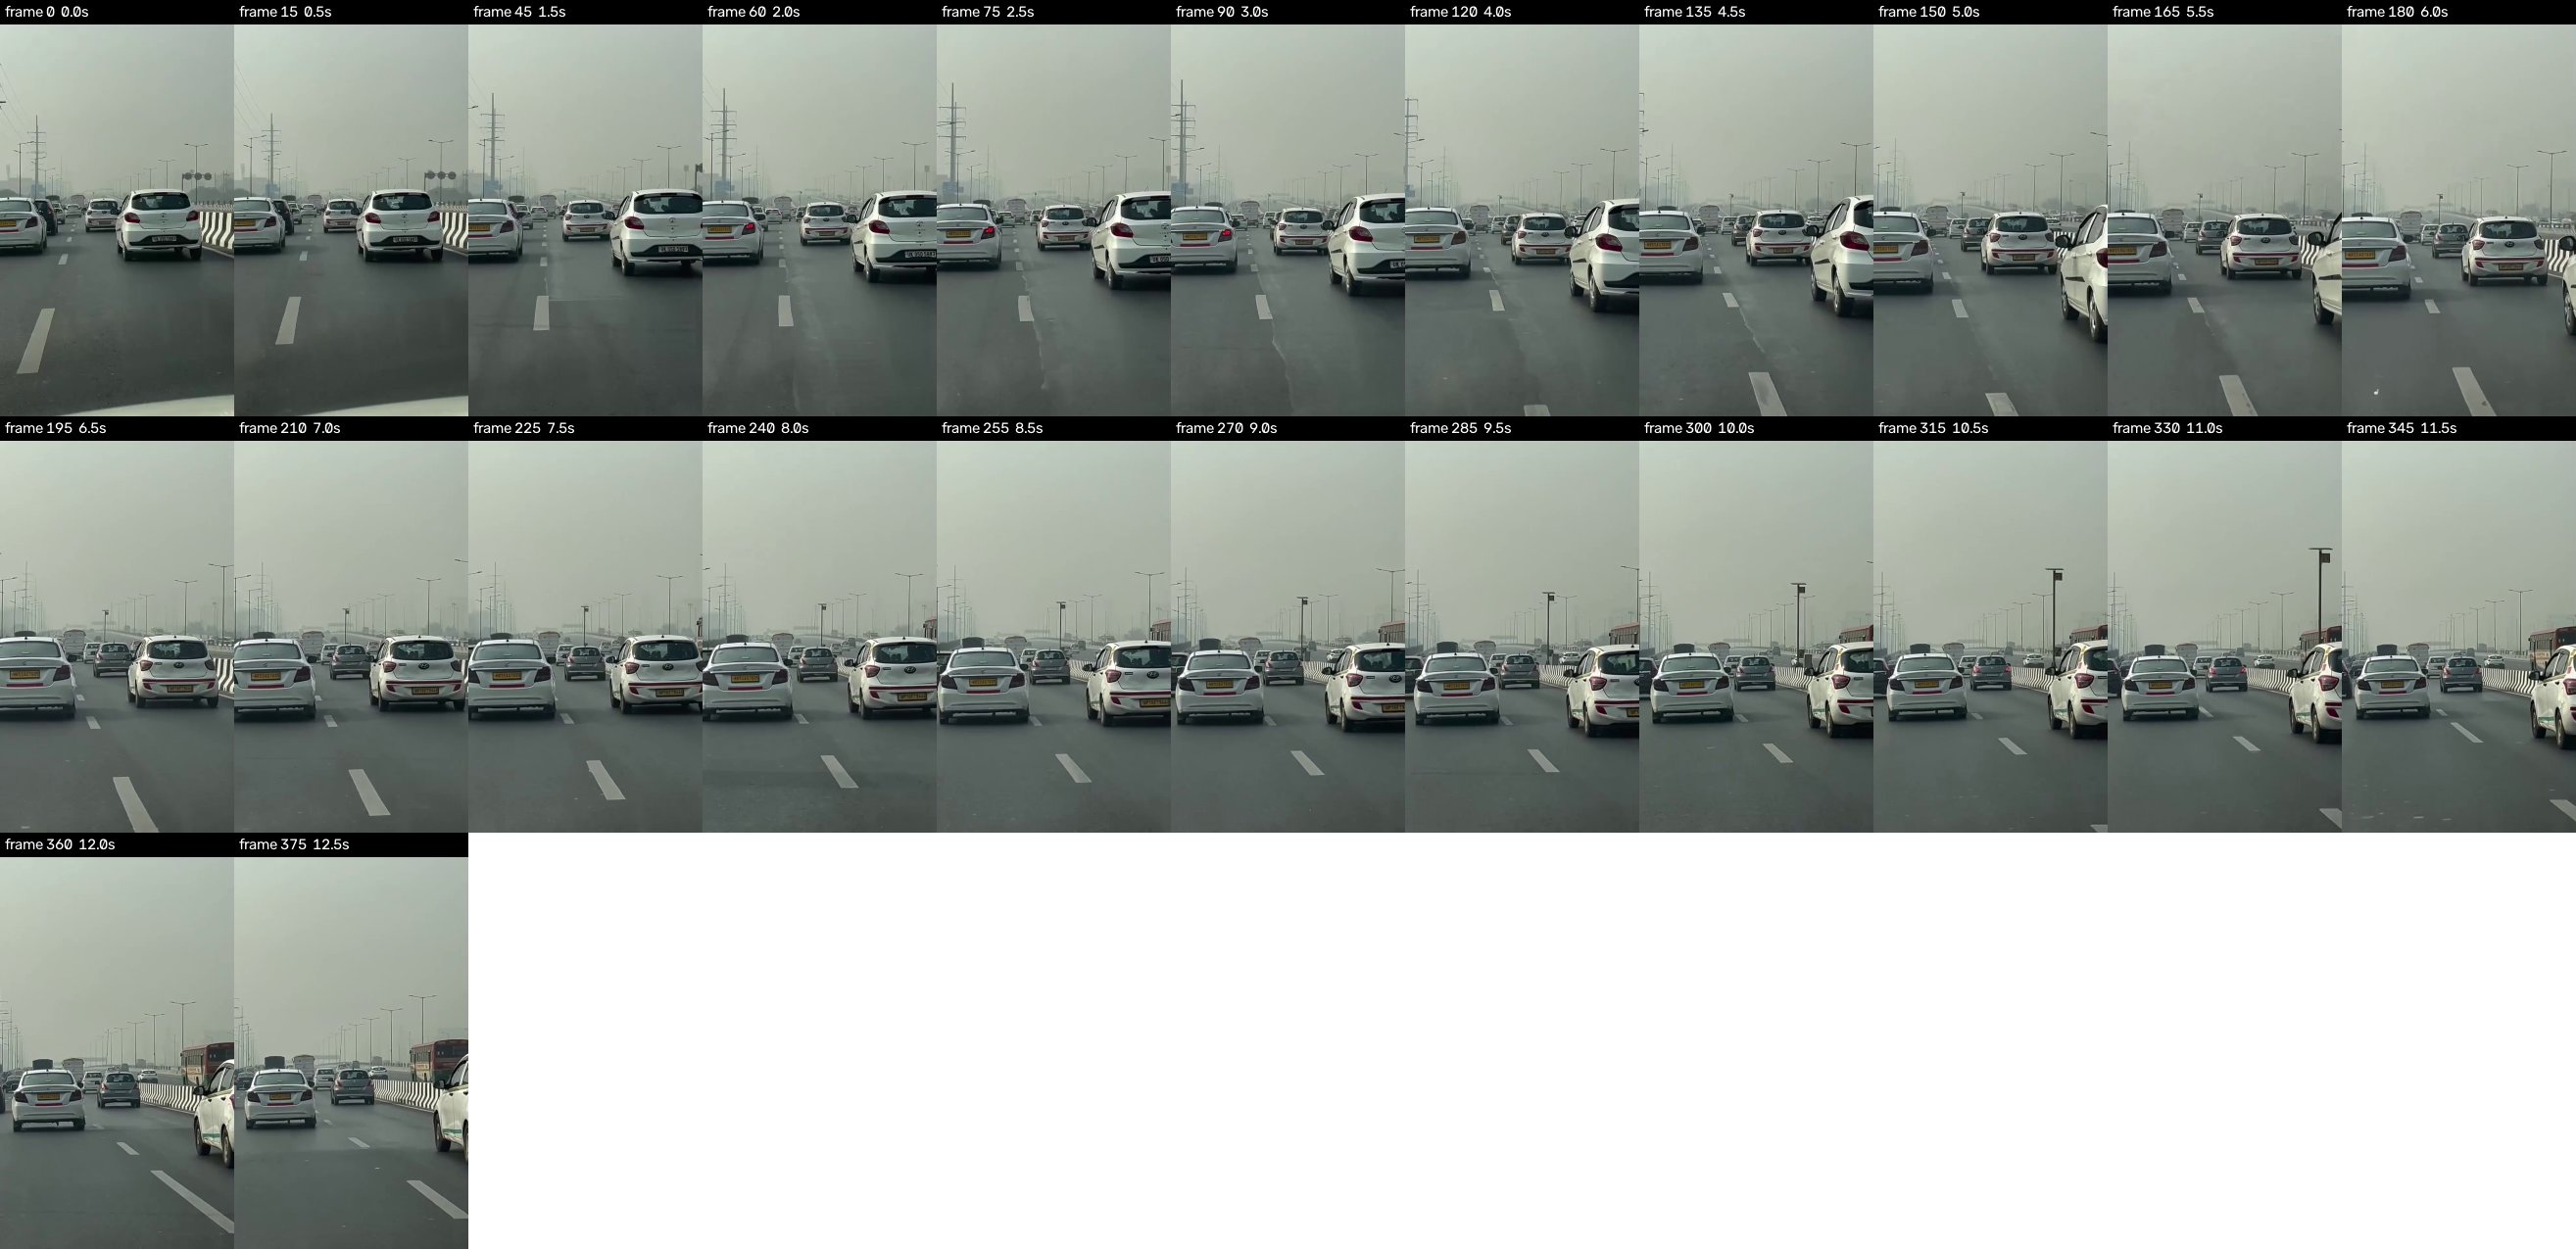 frame 0 0.0s
frame 15 0.5s
frame 45 1.5s
frame 60 2.0s
frame 75 2.5s
frame 90 3.0s
frame 120 4.0s
frame 135 4.5s
frame 150 5.0s
frame 165 5.5s
frame 180 6.0s
frame 195 6.5s
frame 210 7.0s
frame 225 7.5s
frame 240 8.0s
frame 255 8.5s
frame 270 9.0s
frame 285 9.5s
frame 300 10.0s
frame 315 10.5s
frame 330 11.0s
frame 345 11.5s
frame 360 12.0s
frame 375 12.5s